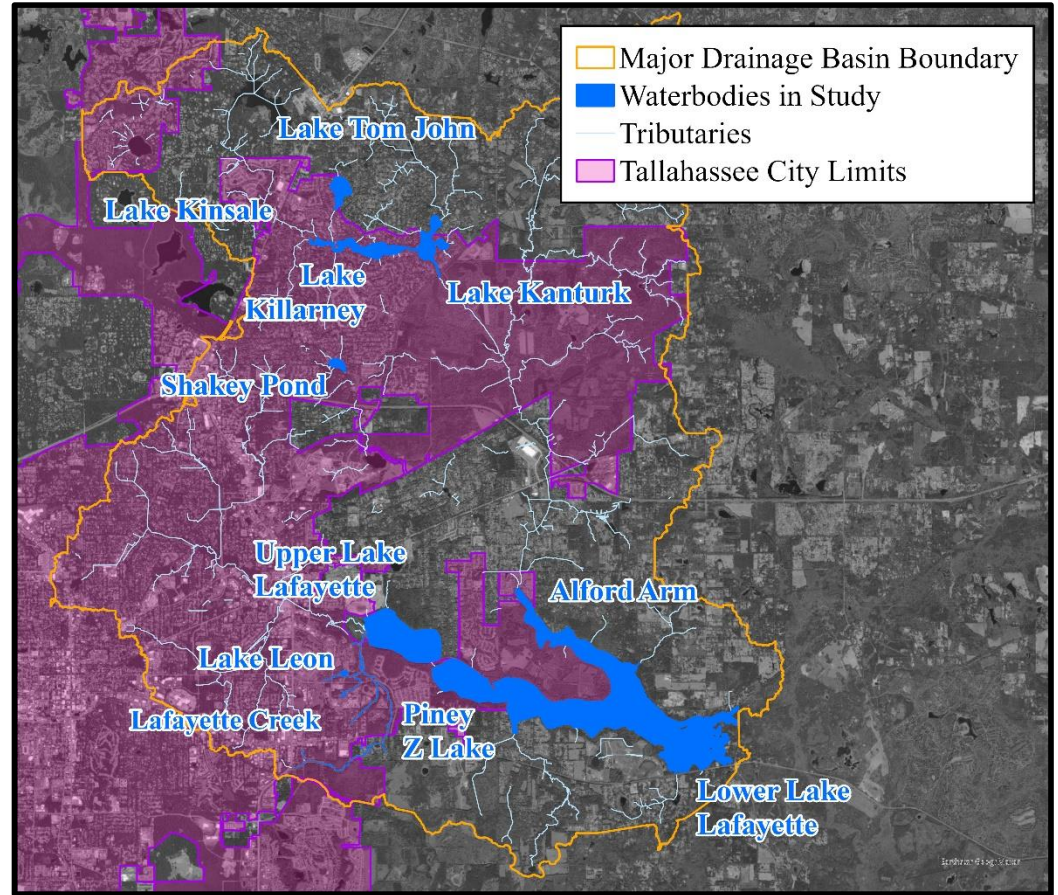 Major Drainage Basin Boundary
Waterbodies in Study
Tributaries
Tallahassee City Limits
Lake Tom John
Lake Kinsale
Lake
Killarney
Lake Kanturk
Shakey Pond
Upper Lake
Lafayette
Alford Arm
Lake Leon
Lafayette Creek
Piney
Z Lake
Lower Lake
Lafayette